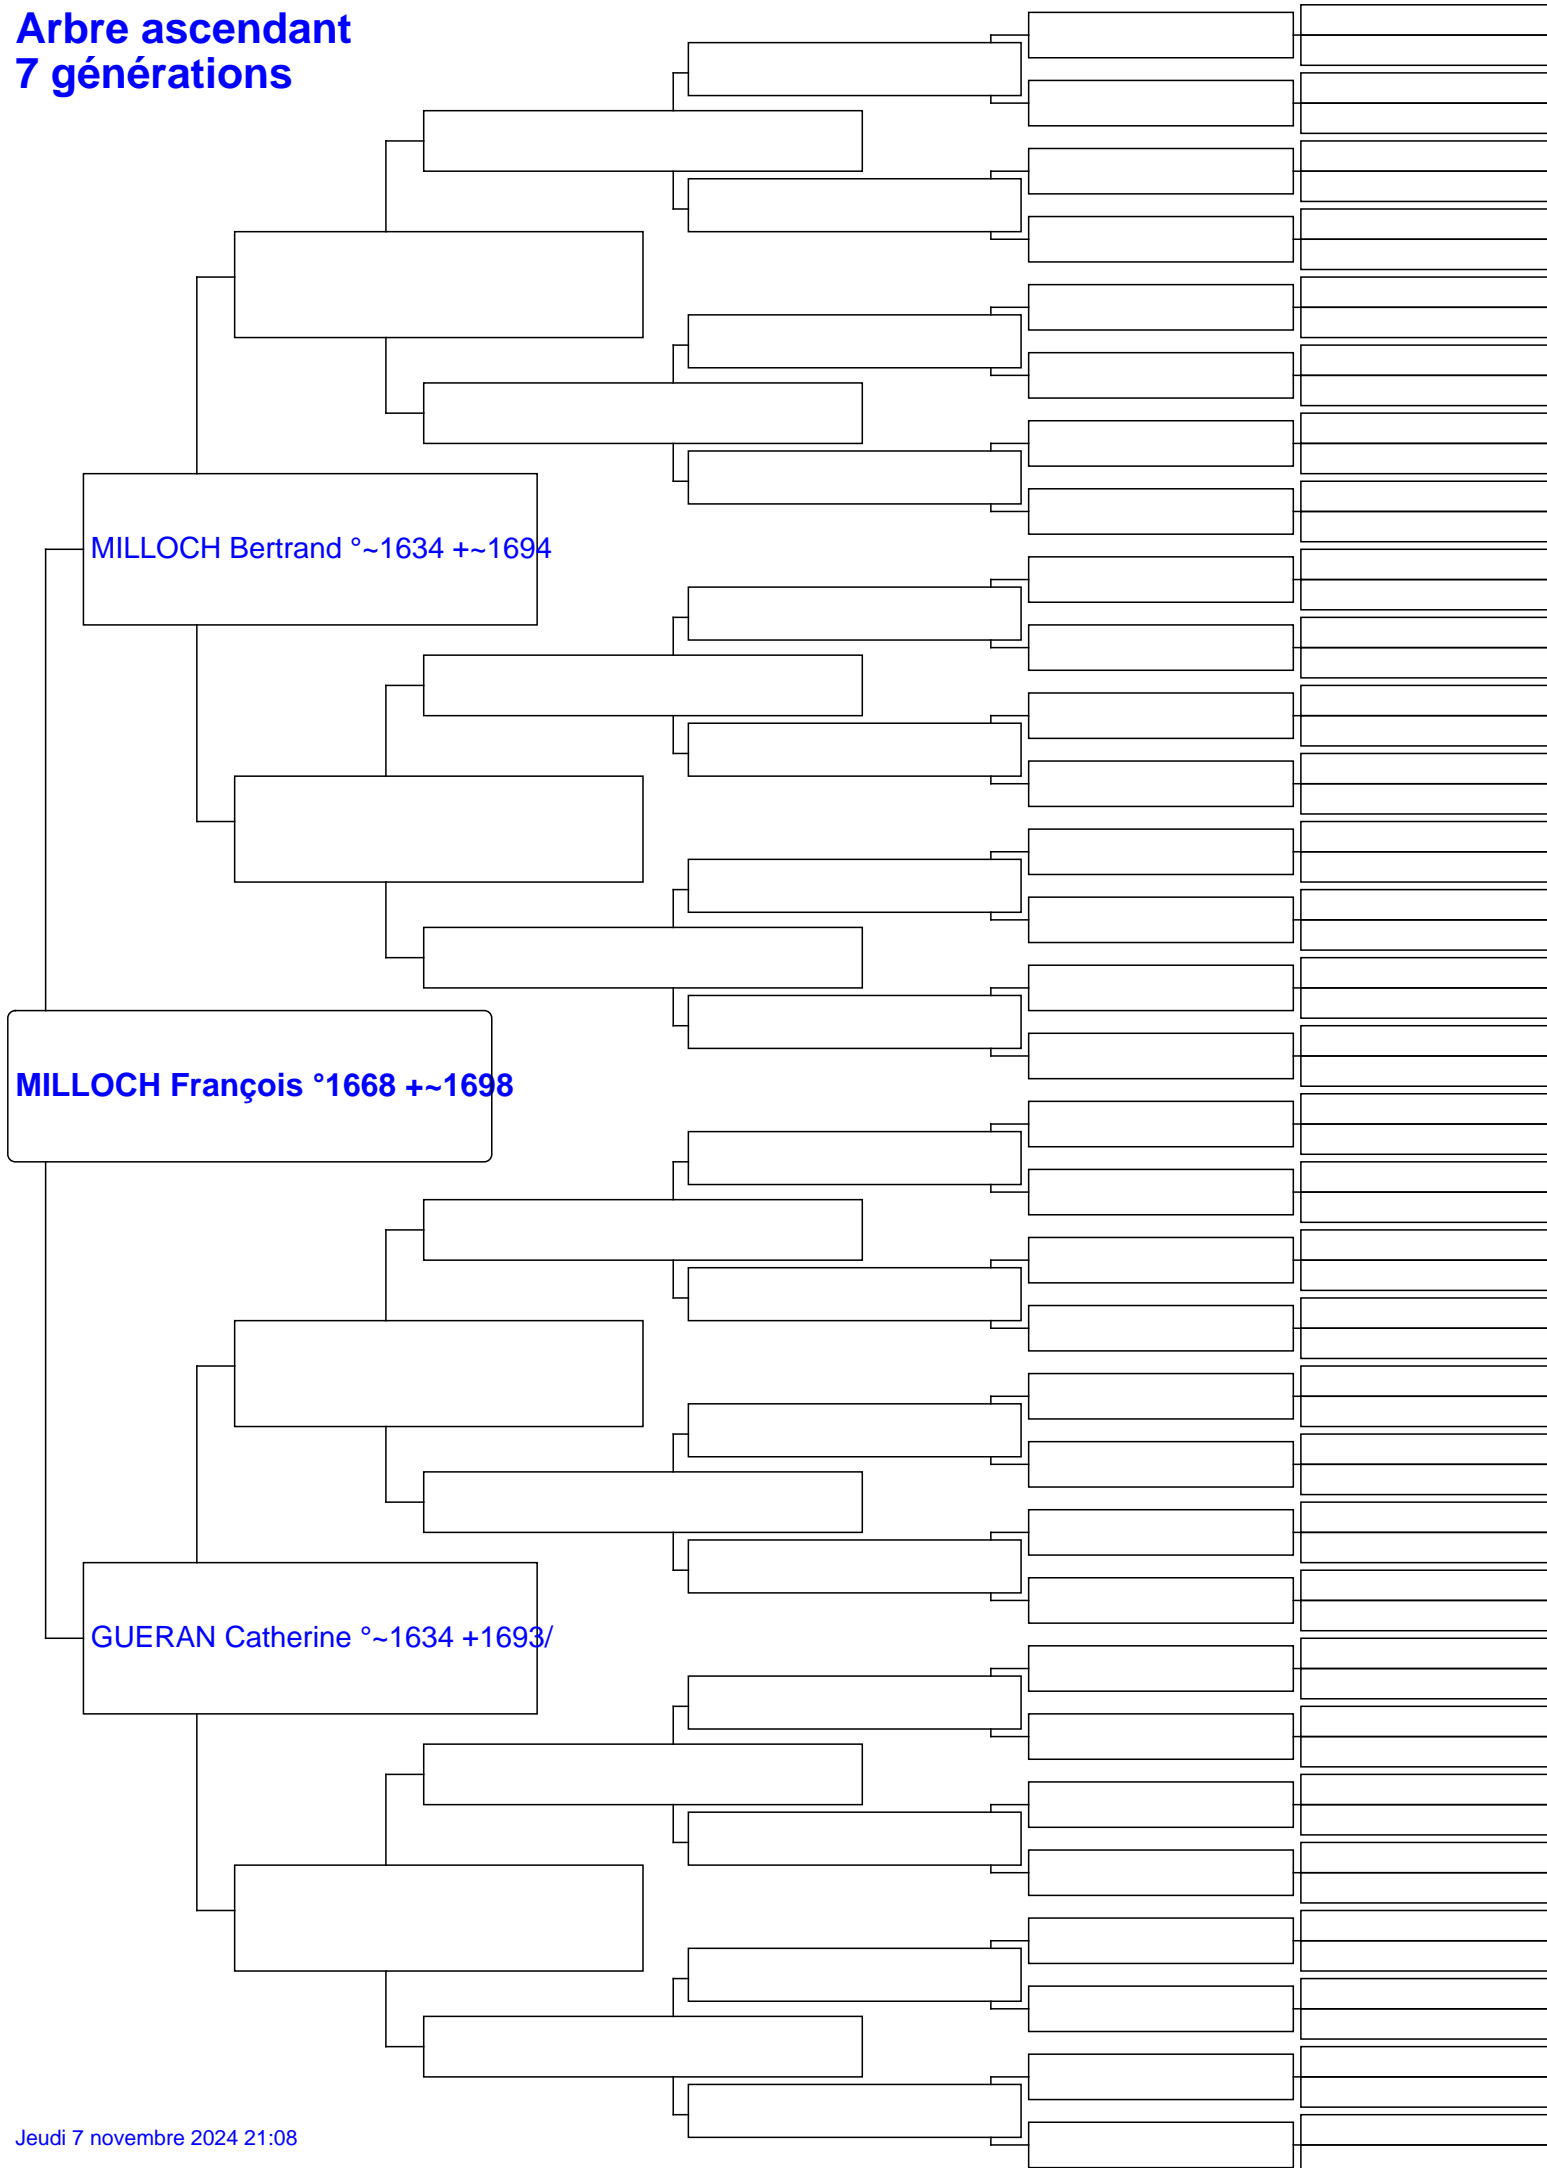 Arbre ascendant
7 générations
MILLOCH Bertrand °~1634 +~1694
MILLOCH François °1668 +~1698
GUERAN Catherine °~1634 +1693/
Jeudi 7 novembre 2024 21:08